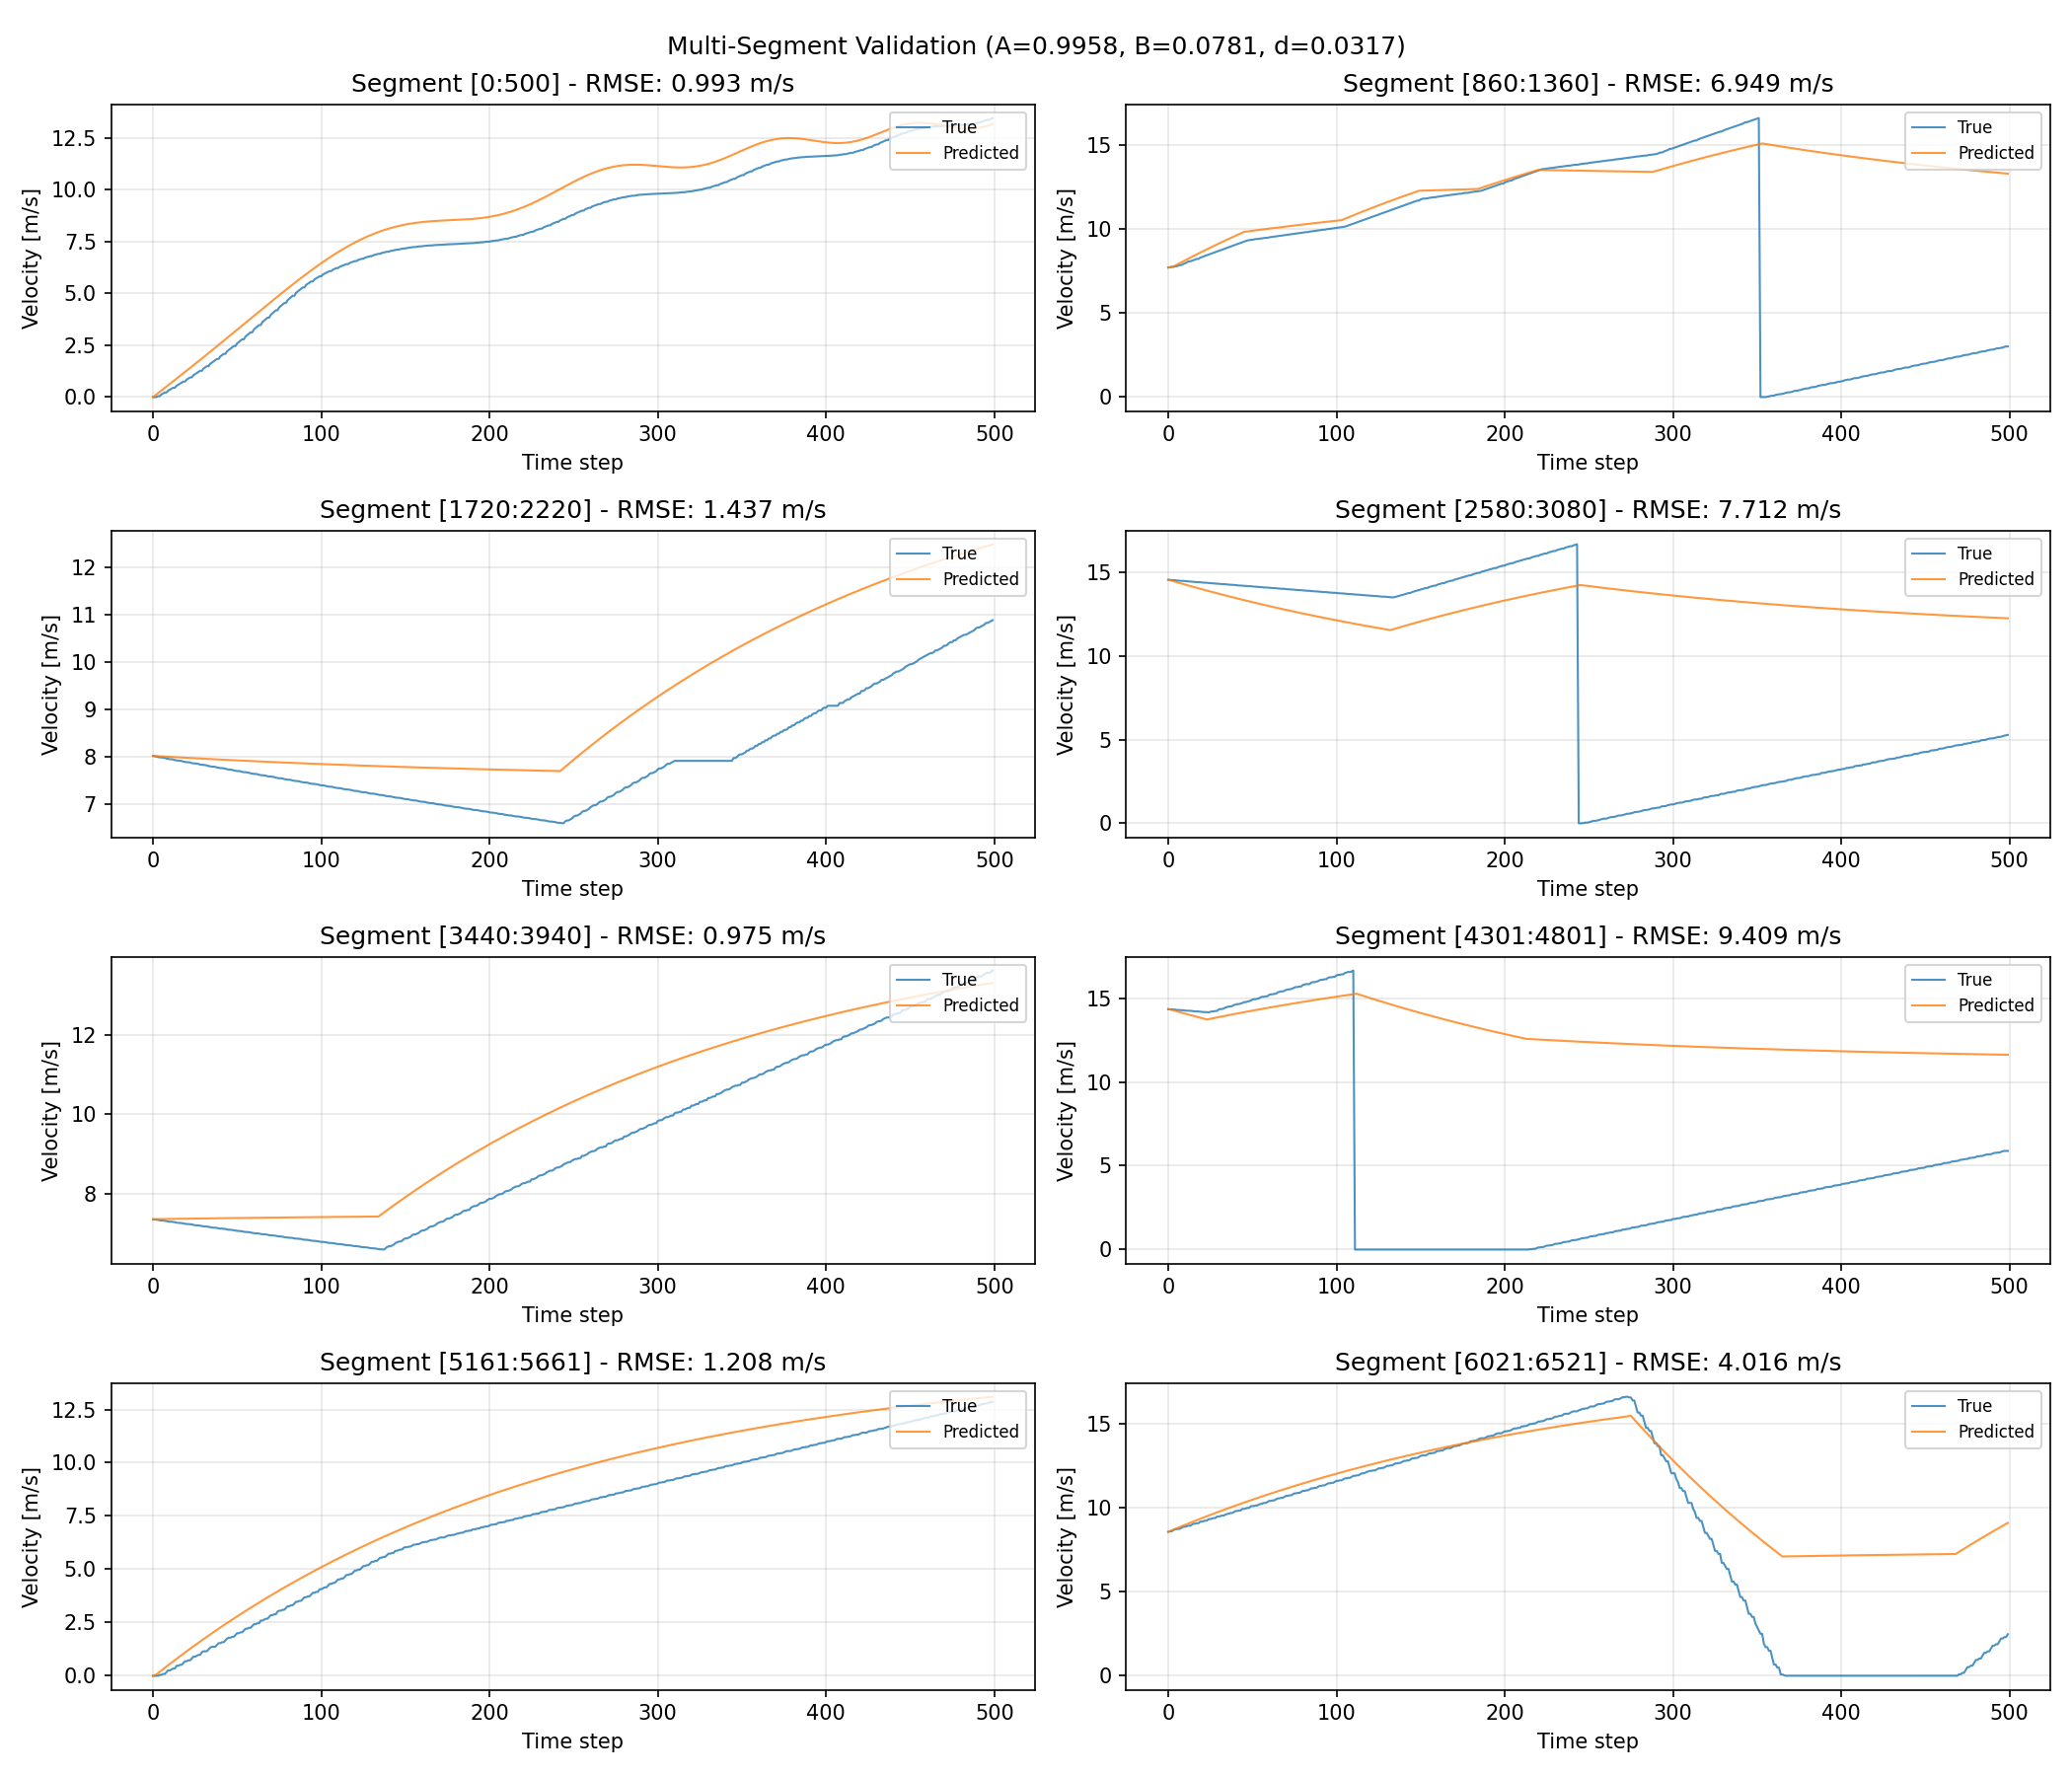 Multi-Segment Validation (A=0.9958, B=0.0781, d=0.0317)
Segment [0:500] - RMSE: 0.993 m/s
Velocity [m/s]
12.5
10.0
7.5
5.0
2.5
0.0
True
Predicted
0 100 200 300 400 500
Time step
Segment [860:1360] - RMSE: 6.949 m/s
Velocity [m/s]
15
10
5
0
True
Predicted
0 100 200 300 400 500
Time step
Segment [1720:2220] - RMSE: 1.437 m/s
Velocity [m/s]
12
11
10
9
8
7
True
Predicted
0 100 200 300 400 500
Time step
Segment [2580:3080] - RMSE: 7.712 m/s
Velocity [m/s]
15
10
5
0
True
Predicted
0 100 200 300 400 500
Time step
Segment [3440:3940] - RMSE: 0.975 m/s
Velocity [m/s]
12
10
8
True
Predicted
0 100 200 300 400 500
Time step
Segment [4301:4801] - RMSE: 9.409 m/s
Velocity [m/s]
15
10
5
0
True
Predicted
0 100 200 300 400 500
Time step
Segment [5161:5661] - RMSE: 1.208 m/s
Velocity [m/s]
12.5
10.0
7.5
5.0
2.5
0.0
True
Predicted
0 100 200 300 400 500
Time step
Segment [6021:6521] - RMSE: 4.016 m/s
Velocity [m/s]
15
10
5
0
True
Predicted
0 100 200 300 400 500
Time step